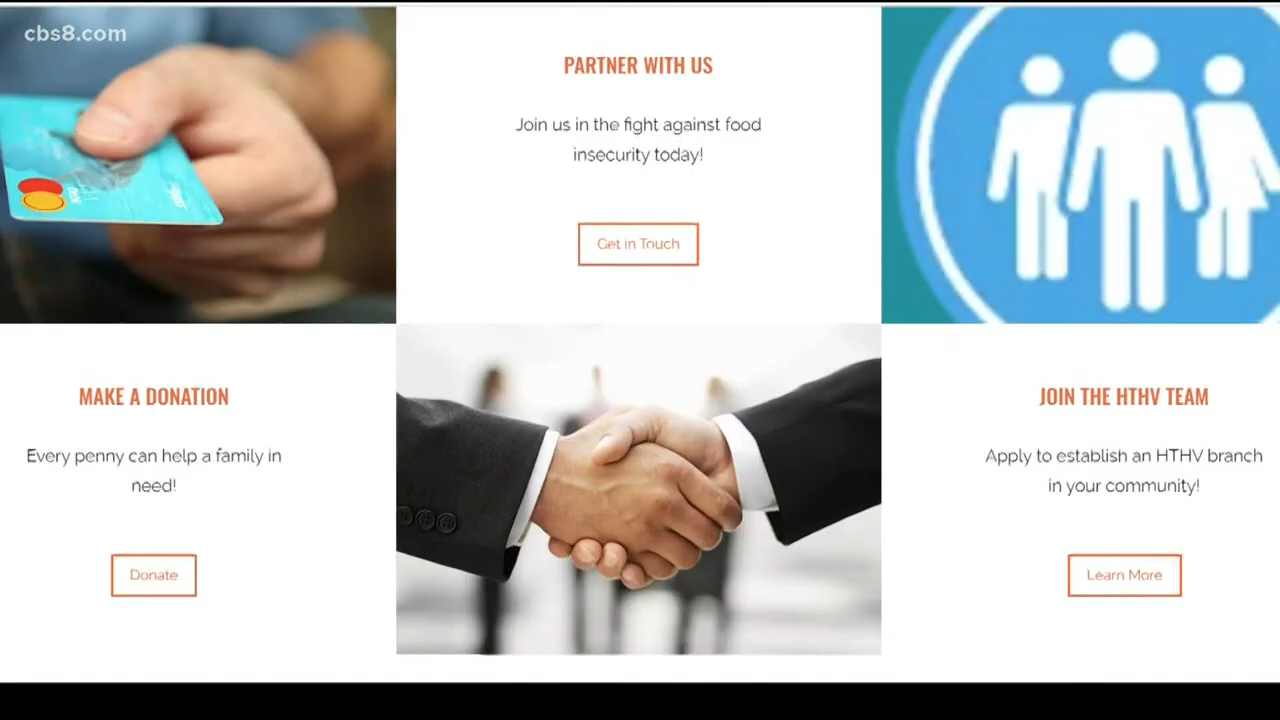 cbs8.com
PARTNER WITH US
Join us in the fight against food
insecurity today!
Get in Touch
MAKE A DONATION
Every penny can help a family in
need!
Donate
JOIN THE HTHV TEAM
Apply to establish an HTHV branch
in your community!
Learn More